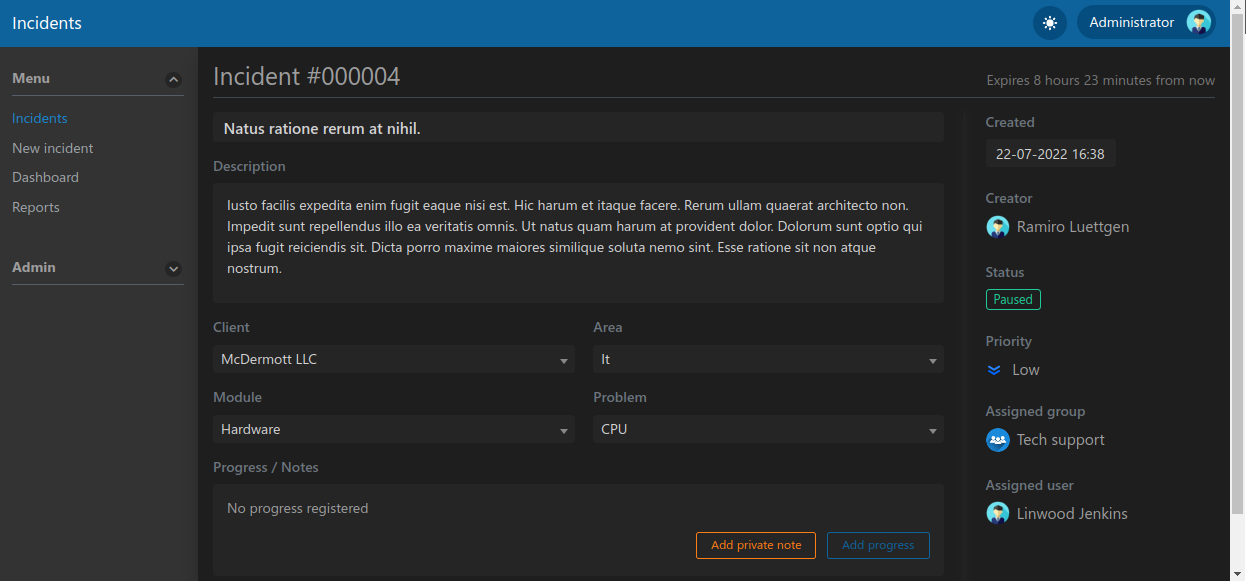 Incidents
Administrator
Menu
Incidents
New incident
Dashboard
Reports
Admin
Incident #000004
Expires 8 hours 23 minutes from now
Natus ratione rerum at nihil.
Description
Iusto facilis expedita enim fugit eaque nisi est. Hic harum et itaque facere. Rerum ullam quaerat architecto non.
Impedit sunt repellendus illo ea veritatis omnis. Ut natus quam harum at provident dolor. Dolorum sunt optio qui
ipsa fugit reiciendis sit. Dicta porro maxime maiores similique soluta nemo sint. Esse ratione sit non atque
nostrum.
Client
Area
McDermott LLC
It
Module
Problem
Hardware
CPU
Progress / Notes
No progress registered
Add private note
Add progress
Created
22-07-2022 16:38
Creator
Ramiro Luettgen
Status
Paused
Priority
Low
Assigned group
Tech support
Assigned user
Linwood Jenkins